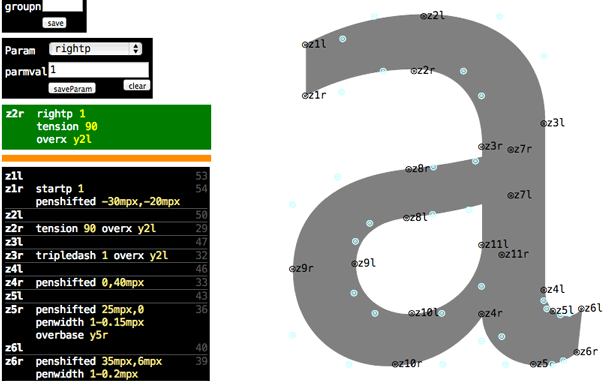 groupn
save
Param rightp
parmval 1
saveParam clear
z2r rightp 1
tension 90
overx y2l
z1l 53
z1r startp 1 54
penshifted -30mpx,-20mpx
z2l 50
z2r tension 90 overx y2l 29
z3l 47
z3r tripledash 1 overx y2l 32
z4l 46
z4r penshifted 0,40mpx 33
z5l 43
z5r penshifted 25mpx,0 36
penwidth 1-0.15mpx
overbase y5r
z6l 40
z6r penshifted 35mpx,6mpx 39
penwidth 1-0.2mpx
z2l
z1l
z2r
z1r
z3l
z3r z7r
z8r
z7l
z8l
z11l
z11r
z9r z9l
z4l
z10l z4r z5l z6l
z6r
z10r z5